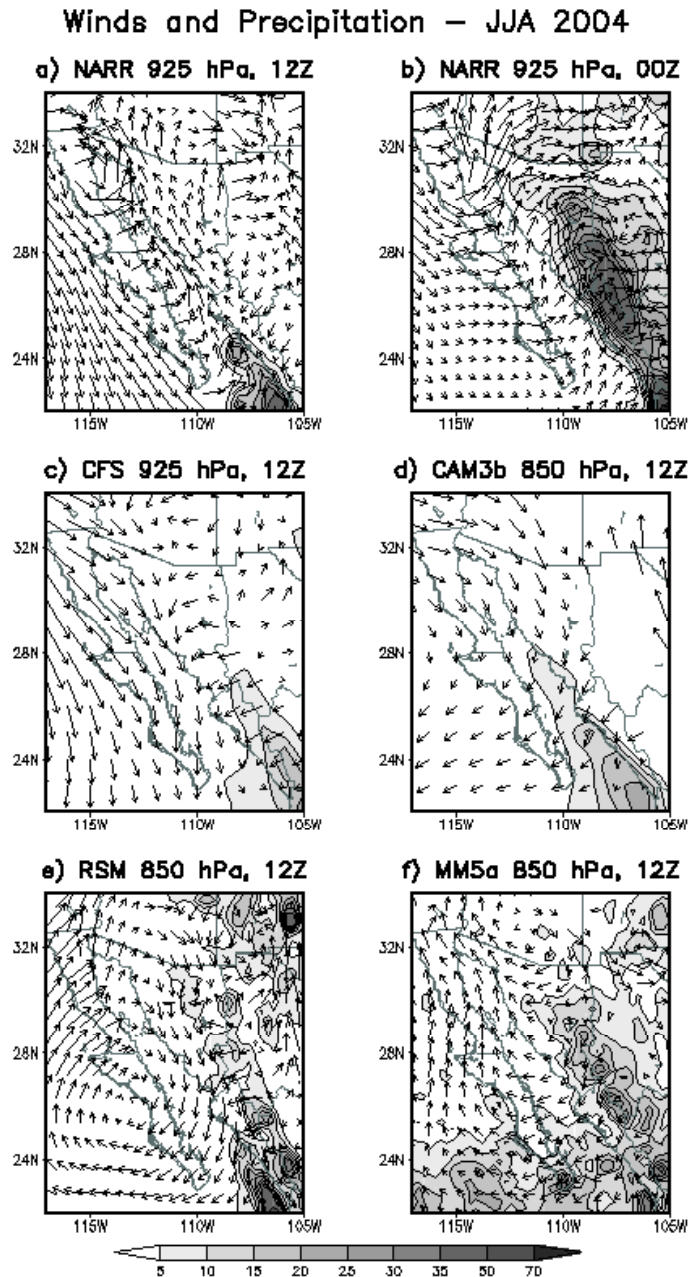 Winds and Precipitation – JJA 2004
a) NARR 925 hPa, 12Z
b) NARR 925 hPa, 00Z
32N
28N
24N
115W 110W 105W
32N
28N
24N
115W 110W 105W
c) CFS 925 hPa, 12Z
d) CAM3b 850 hPa, 12Z
32N
28N
24N
115W 110W 105W
32N
28N
24N
115W 110W 105W
e) RSM 850 hPa, 12Z
f) MM5a 850 hPa, 12Z
32N
28N
24N
115W 110W 105W
32N
28N
24N
115W 110W 105W
5 10 15 20 25 30 35 50 70